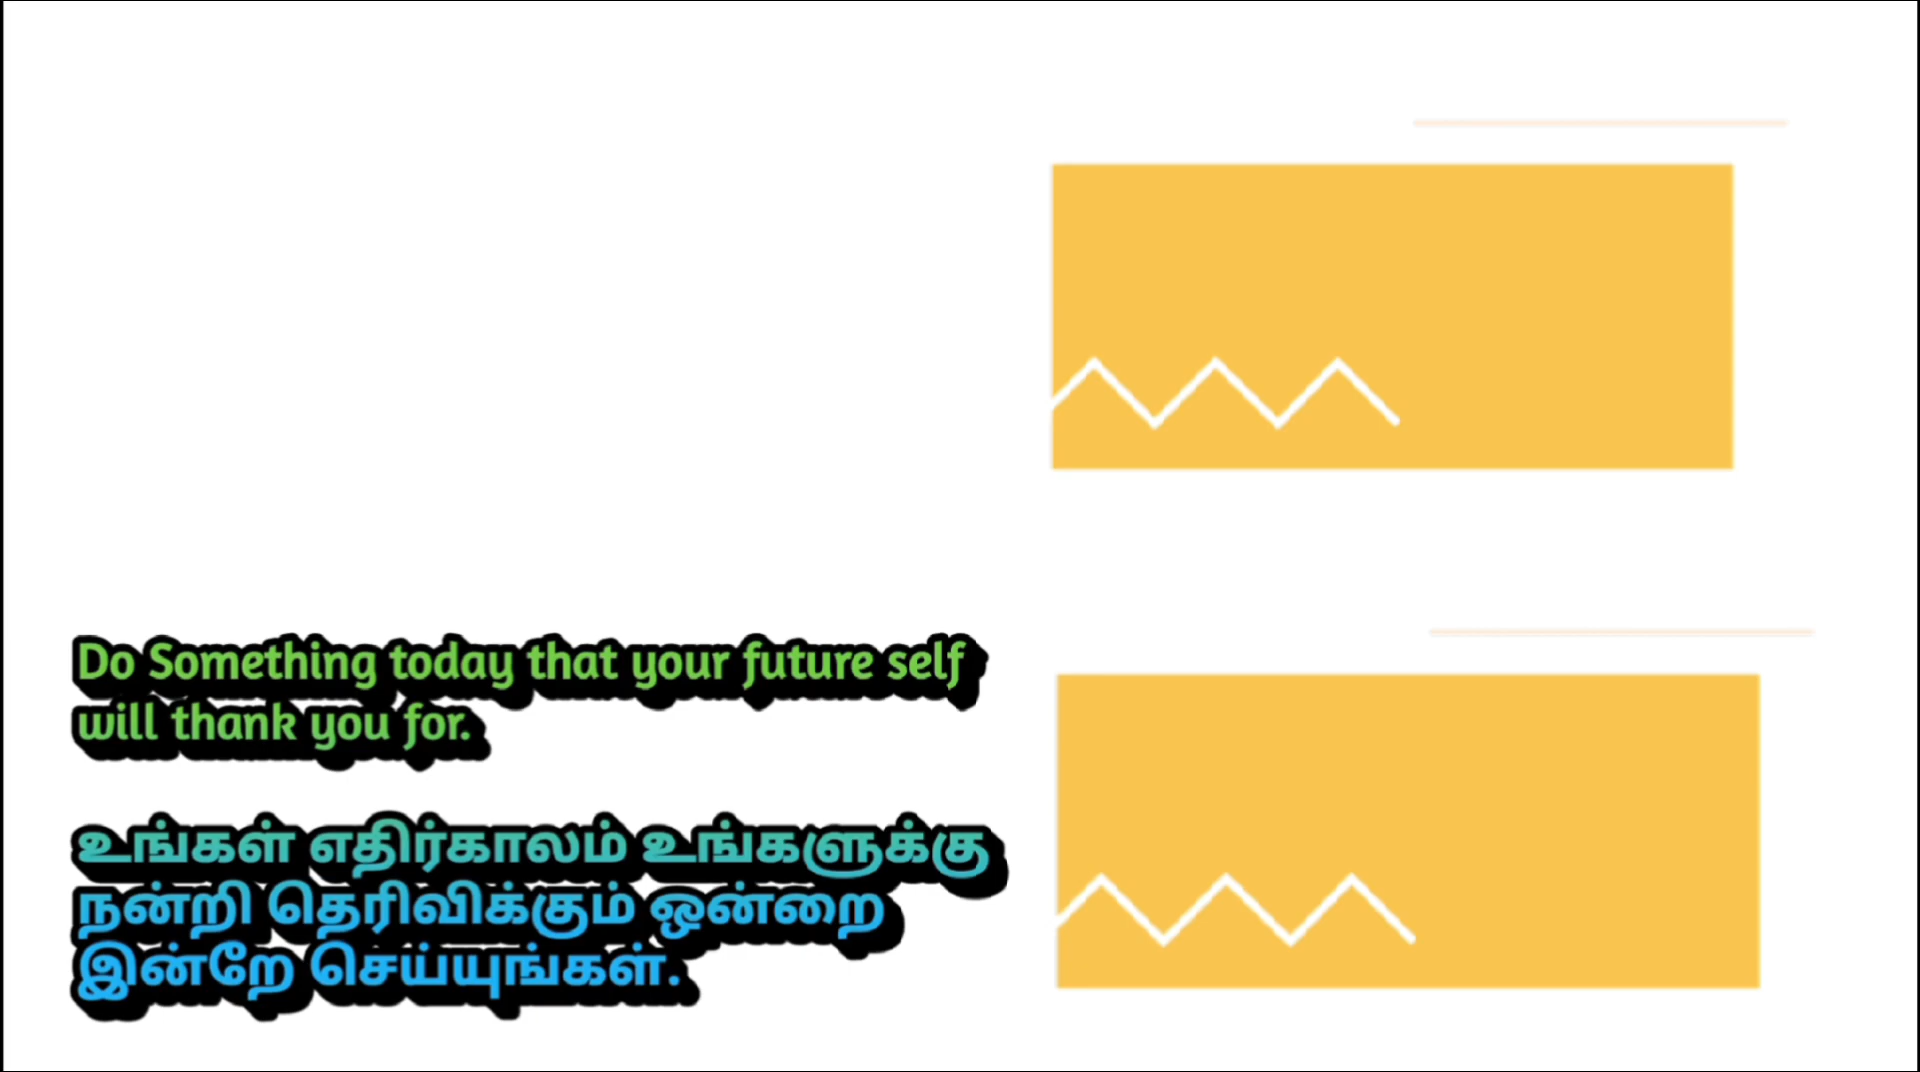 Do Something today that your future self
will thank you for.
உங்கள் எதிர்காலம் உங்களுக்கு
நன்றி தெரிவிக்கும் ஒன்றை
இன்றே செய்யுங்கள்.